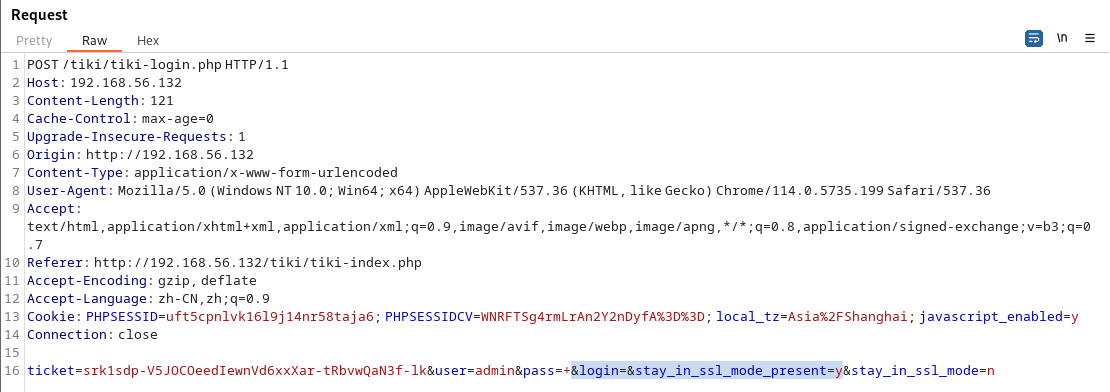 Request
Pretty Raw Hex
\n
1 POST /tiki/tiki-login.php HTTP/1.1
2 Host: 192.168.56.132
3 Content-Length: 121
4 Cache-Control: max-age=0
5 Upgrade-Insecure-Requests: 1
6 Origin: http://192.168.56.132
7 Content-Type: application/x-www-form-urlencoded
8 User-Agent: Mozilla/5.0 (Windows NT 10.0; Win64; x64) AppleWebKit/537.36 (KHTML, like Gecko) Chrome/114.0.5735.199 Safari/537.36
9 Accept:
text/html,application/xhtml+xml,application/xml;q=0.9,image/avif,image/webp,image/apng,*/*;q=0.8,application/signed-exchange;v=b3;q=0
.7
10 Referer: http://192.168.56.132/tiki/tiki-index.php
11 Accept-Encoding: gzip, deflate
12 Accept-Language: zh-CN,zh;q=0.9
13 Cookie: PHPSESSID=uft5cpnlvk16l9j14nr58taja6; PHPSESSIDCV=WNRFTSg4rmLrAn2Y2nDyfA%3D%3D; local_tz=Asia%2FShanghai; javascript_enabled=y
14 Connection: close
15
16 ticket=srk1sdp-V5JOCOeedIewnVd6xxXar-tRbvwQaN3f-lk&user=admin&pass=+&login=&stay_in_ssl_mode_present=y&stay_in_ssl_mode=n